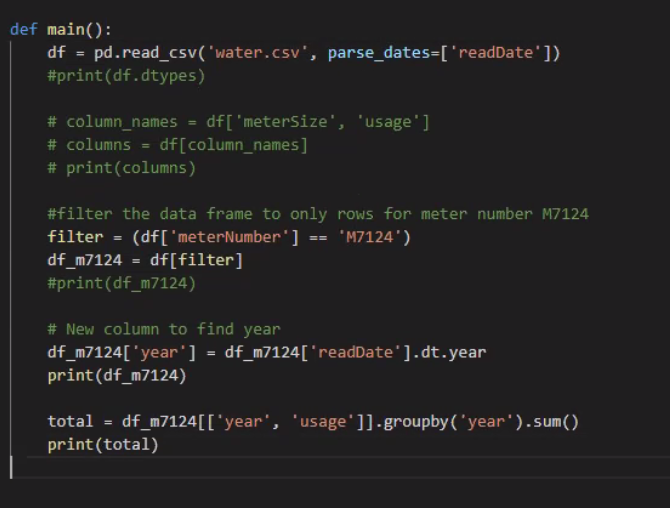 def main():
    df = pd.read_csv('water.csv', parse_dates=['readDate'])
    #print(df.dtypes)
    # column_names = df['meterSize', 'usage']
    # columns = df[column_names]
    # print(columns)
    #filter the data frame to only rows for meter number M7124
    filter = (df['meterNumber'] == 'M7124')
    df_m7124 = df[filter]
    #print(df_m7124)
    # New column to find year
    df_m7124['year'] = df_m7124['readDate'].dt.year
    print(df_m7124)
    total = df_m7124[['year', 'usage']].groupby('year').sum()
    print(total)